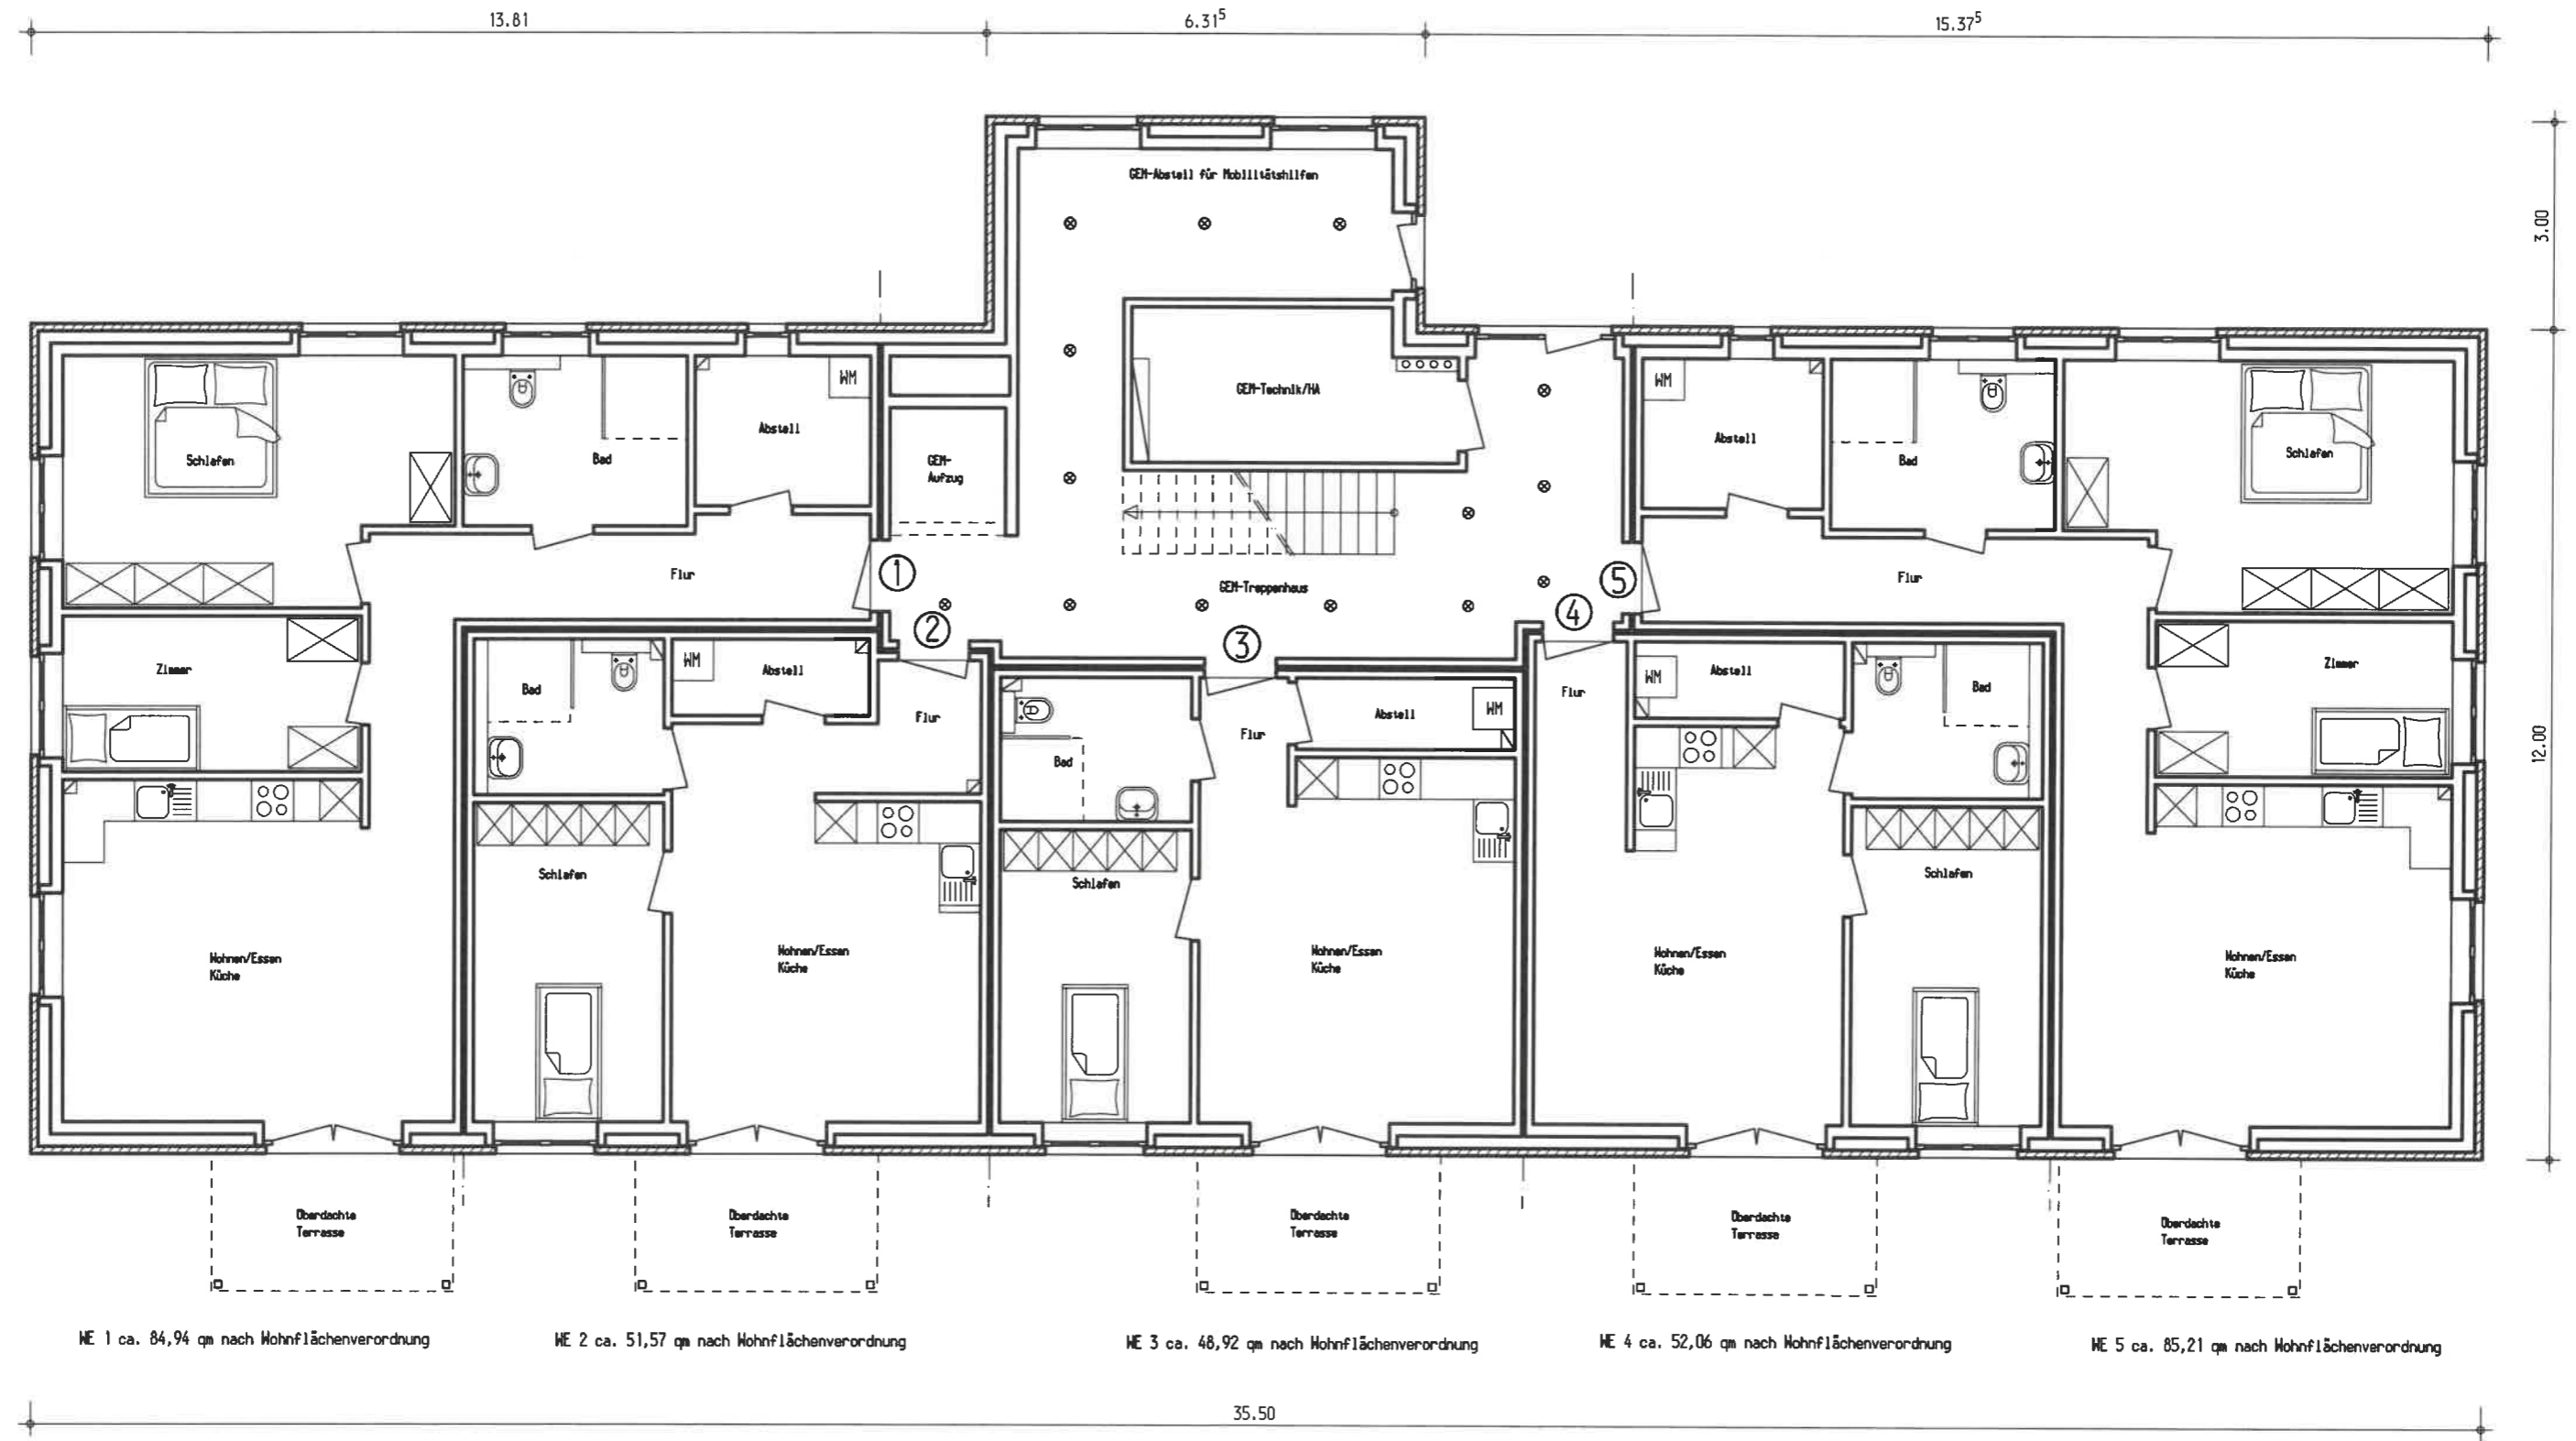 13.81
6.31⁵
15.37⁵
3.00
GEM-Abstell für Mobilitätshilfen
GEM-Technik/HA
WM
WM
Abstell
Abstell
Schlafen
Bad
GEM-
Aufzug
Bad
Schlafen
Flur
1
GEM-Treppenhaus
5
Flur
2
3
4
Zimmer
Bad
WM
Abstell
Flur
Bad
Flur
Abstell
WM
Flur
WM
Abstell
Bad
Zimmer
12.00
Schlafen
Schlafen
Schlafen
Wohnen/Essen
Küche
Wohnen/Essen
Küche
Wohnen/Essen
Küche
Wohnen/Essen
Küche
Wohnen/Essen
Küche
Überdachte
Terrasse
Überdachte
Terrasse
Überdachte
Terrasse
Überdachte
Terrasse
Überdachte
Terrasse
WE 1 ca. 84,94 qm nach Wohnflächenverordnung
WE 2 ca. 51,57 qm nach Wohnflächenverordnung
WE 3 ca. 48,92 qm nach Wohnflächenverordnung
WE 4 ca. 52,06 qm nach Wohnflächenverordnung
WE 5 ca. 85,21 qm nach Wohnflächenverordnung
35.50